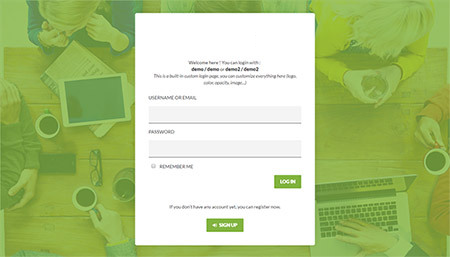 Welcome here ! You can login with :
demo / demo or demo2 / demo2
This is a built in custom login page, you can customize everything here (logo,
color, opacity, image...)
USERNAME OR EMAIL
PASSWORD
REMEMBER ME
LOG IN
If you don't have any account yet, you can register now.
SIGN UP